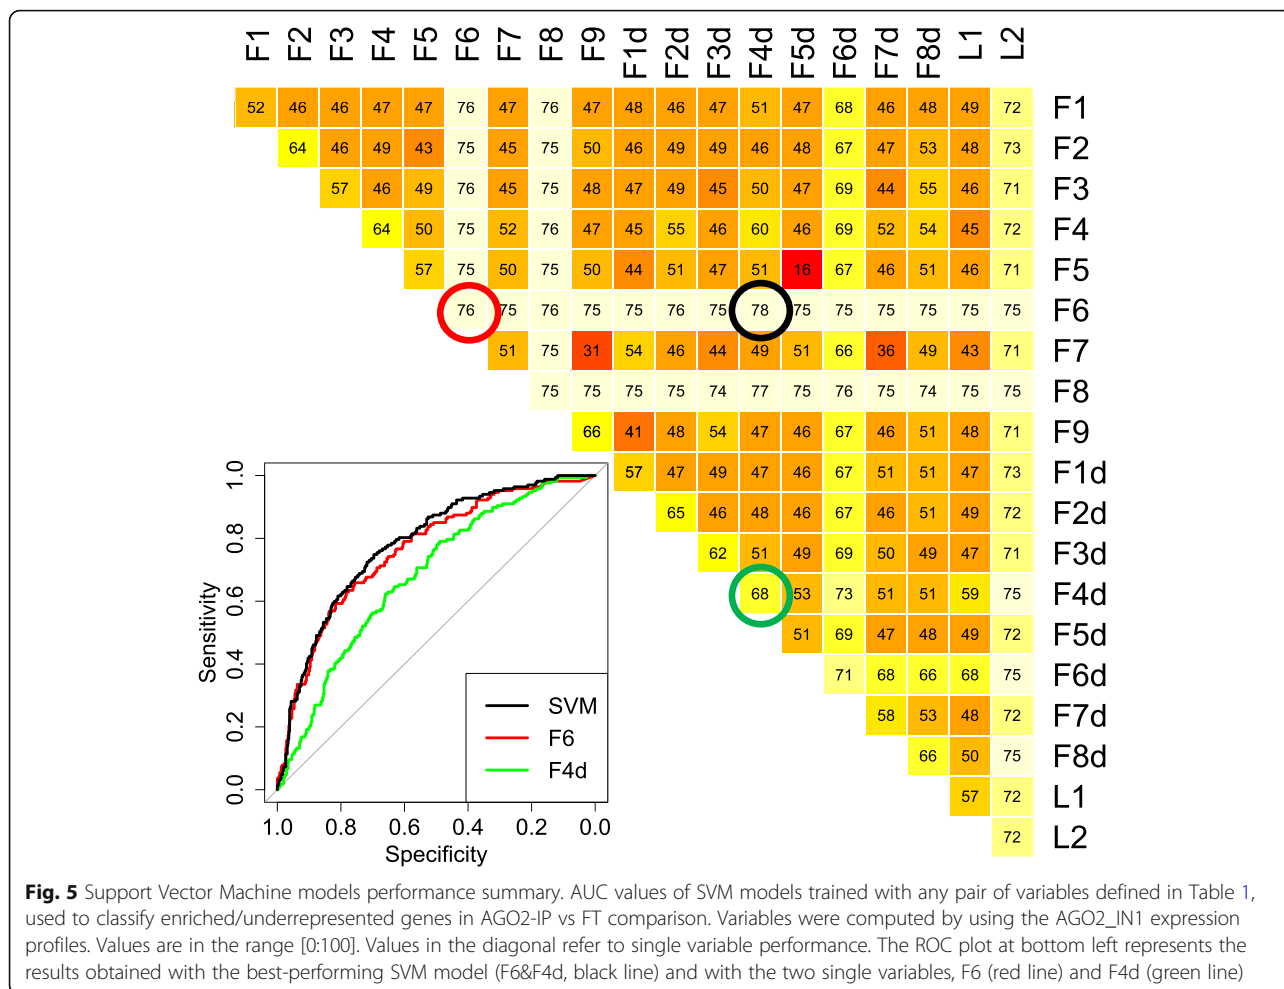 F1 F2 F3 F4 F5 F6 F7 F8 F9 F1d F2d F3d F4d F5d F6d F7d F8d L1 L2
52 46 46 47 47 76 47 76 47 48 46 47 51 47 68 46 48 49 72 F1
64 46 49 43 75 45 75 50 46 49 49 46 48 67 47 53 48 73 F2
57 46 49 76 45 75 48 47 49 45 50 47 69 44 55 46 71 F3
64 50 75 52 76 47 45 55 46 60 46 69 52 54 45 72 F4
57 75 50 75 50 44 51 47 51 16 67 46 51 46 71 F5
76 75 76 75 75 76 75 78 75 75 75 75 75 75 F6
51 75 31 54 46 44 49 51 66 36 49 43 71 F7
75 75 75 75 74 77 75 76 75 74 75 75 F8
66 41 48 54 47 46 67 46 51 48 71 F9
57 47 49 47 46 67 51 51 47 73 F1d
65 46 48 46 67 46 51 49 72 F2d
62 51 49 69 50 49 47 71 F3d
68 53 73 51 51 59 75 F4d
51 69 47 48 49 72 F5d
71 68 66 68 75 F6d
58 53 48 72 F7d
66 50 75 F8d
57 72 L1
72 L2
Sensitivity
1.0
0.8
0.6
0.4
0.2
0.0
SVM
F6
F4d
1.0 0.8 0.6 0.4 0.2 0.0
Specificity
Fig. 5 Support Vector Machine models performance summary. AUC values of SVM models trained with any pair of variables defined in Table 1,
used to classify enriched/underrepresented genes in AGO2-IP vs FT comparison. Variables were computed by using the AGO2_IN1 expression
profiles. Values are in the range [0:100]. Values in the diagonal refer to single variable performance. The ROC plot at bottom left represents the
results obtained with the best-performing SVM model (F6&F4d, black line) and with the two single variables, F6 (red line) and F4d (green line)